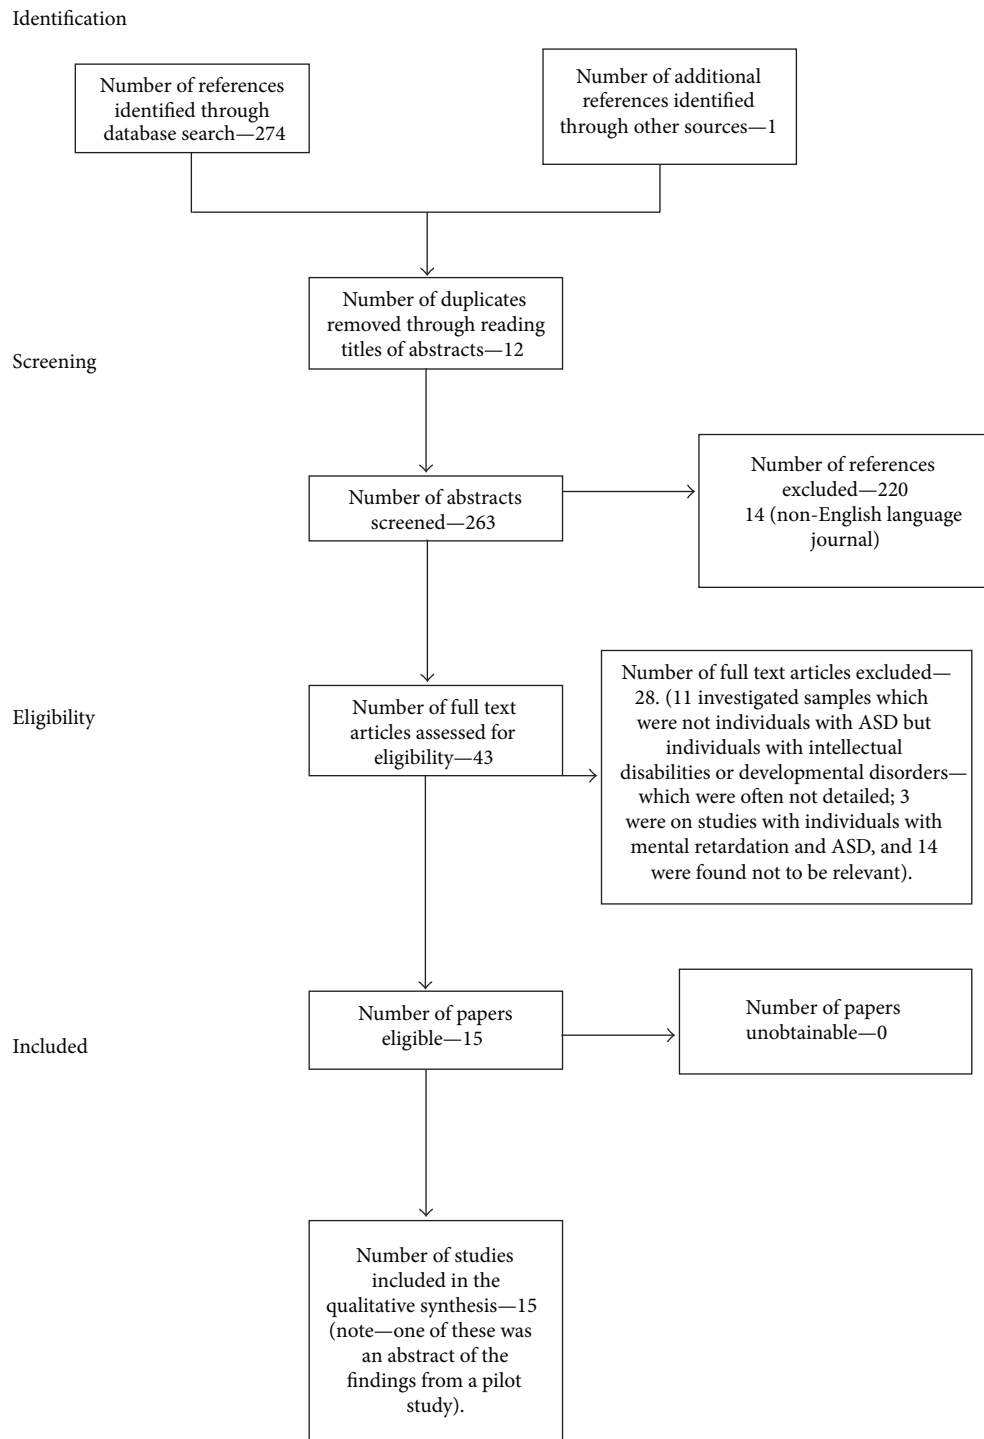 Identification
Number of references
identified through
database search—274
Number of additional
references identified
through other sources—1
Number of duplicates
removed through reading
titles of abstracts—12
Screening
Number of abstracts
screened—263
Number of references
excluded—220
14 (non-English language
journal)
Eligibility
Number of full text
articles assessed for
eligibility—43
Number of full text articles excluded—
28. (11 investigated samples which
were not individuals with ASD but
individuals with intellectual
disabilities or developmental disorders—
which were often not detailed; 3
were on studies with individuals with
mental retardation and ASD, and 14
were found not to be relevant).
Included
Number of papers
eligible—15
Number of papers
unobtainable—0
Number of studies
included in the
qualitative synthesis—15
(note—one of these was
an abstract of the
findings from a pilot
study).